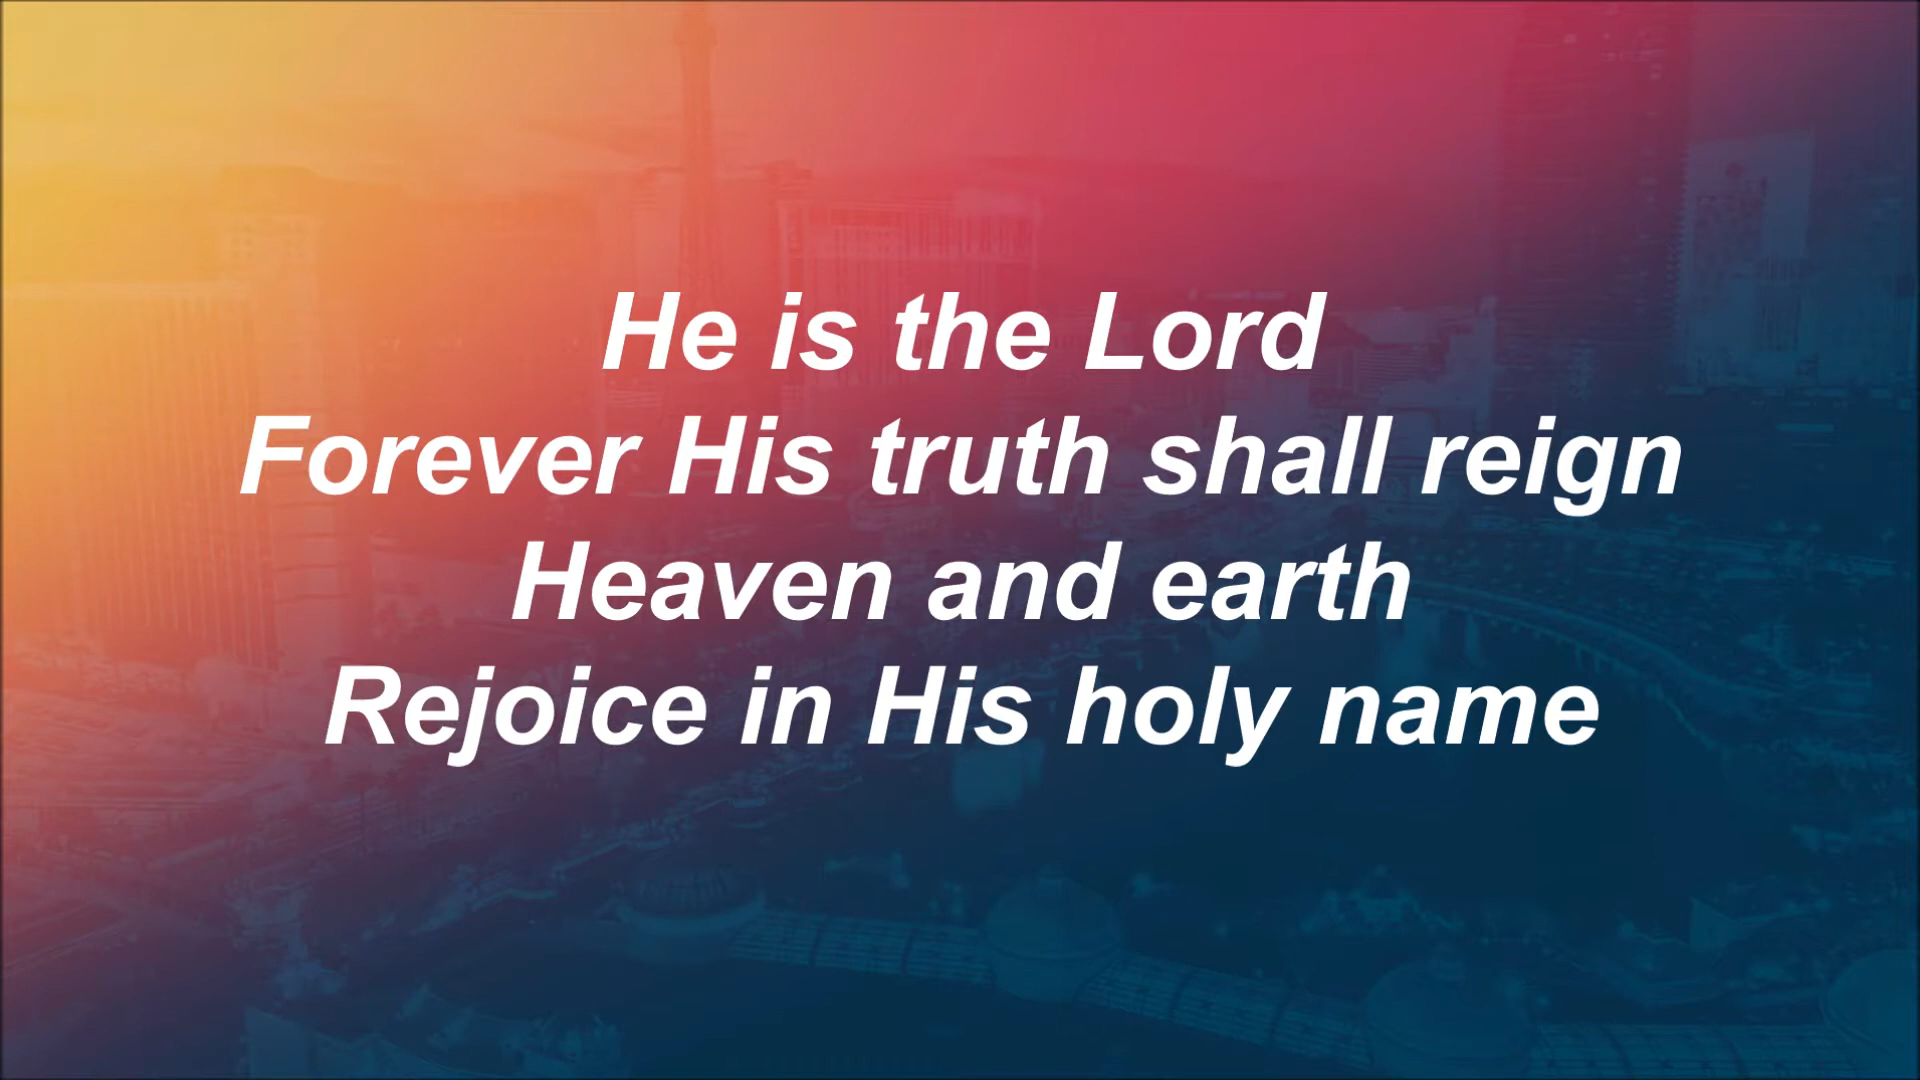 He is the Lord
Forever His truth shall reign
Heaven and earth
Rejoice in His holy name